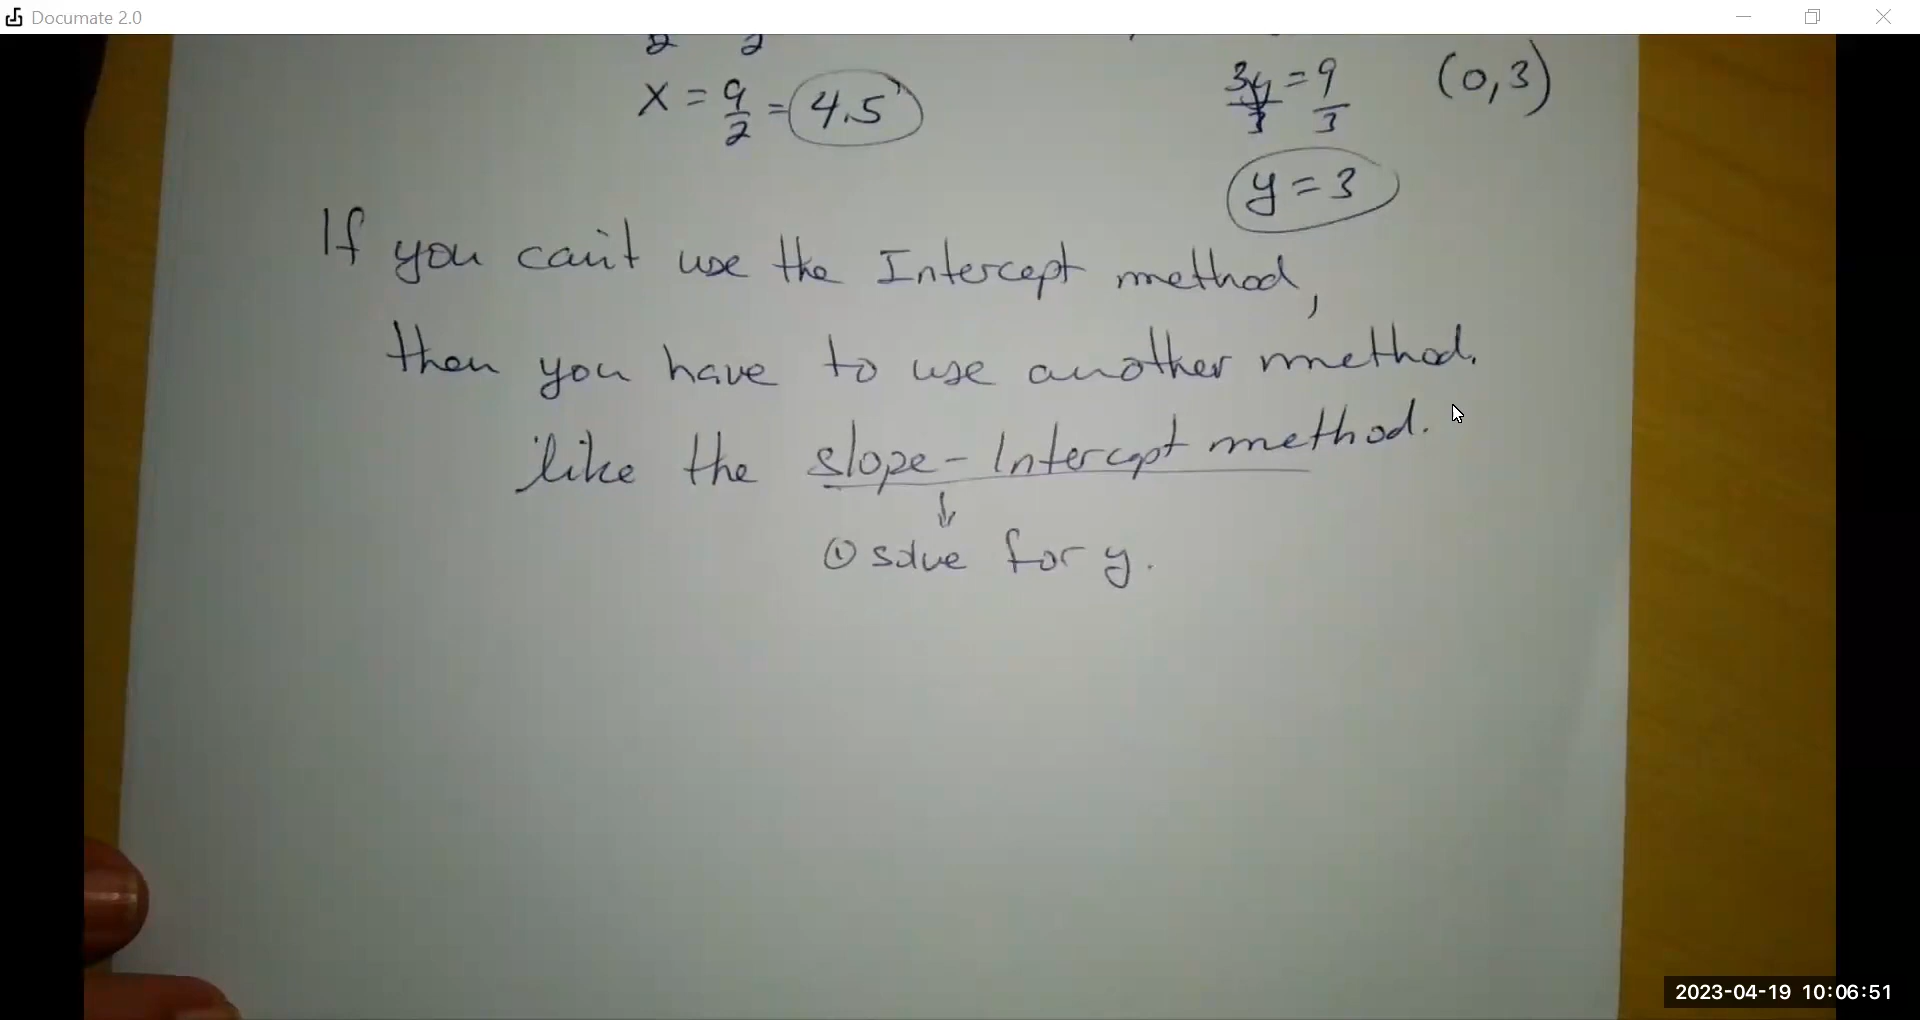 Documate 2.0
2 2
x = 9/2 = 4.5
3y/3 = 9/3 (0,3)
y = 3
If you can't use the Intercept method,
then you have to use another method.
like the slope-Intercept method.
↓
① solve for y.
2023-04-19 10:06:51